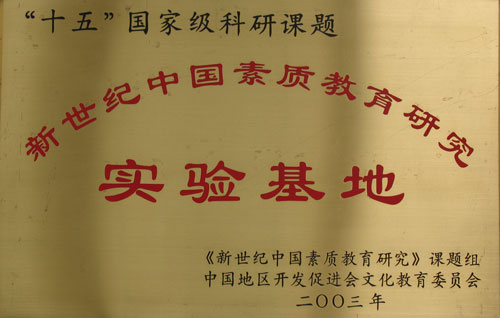 “十五”国家级科研课题
新世纪中国素质教育研究
实验基地
《新世纪中国素质教育研究》课题组
中国地区开发促进会文化教育委员会
二〇〇三年